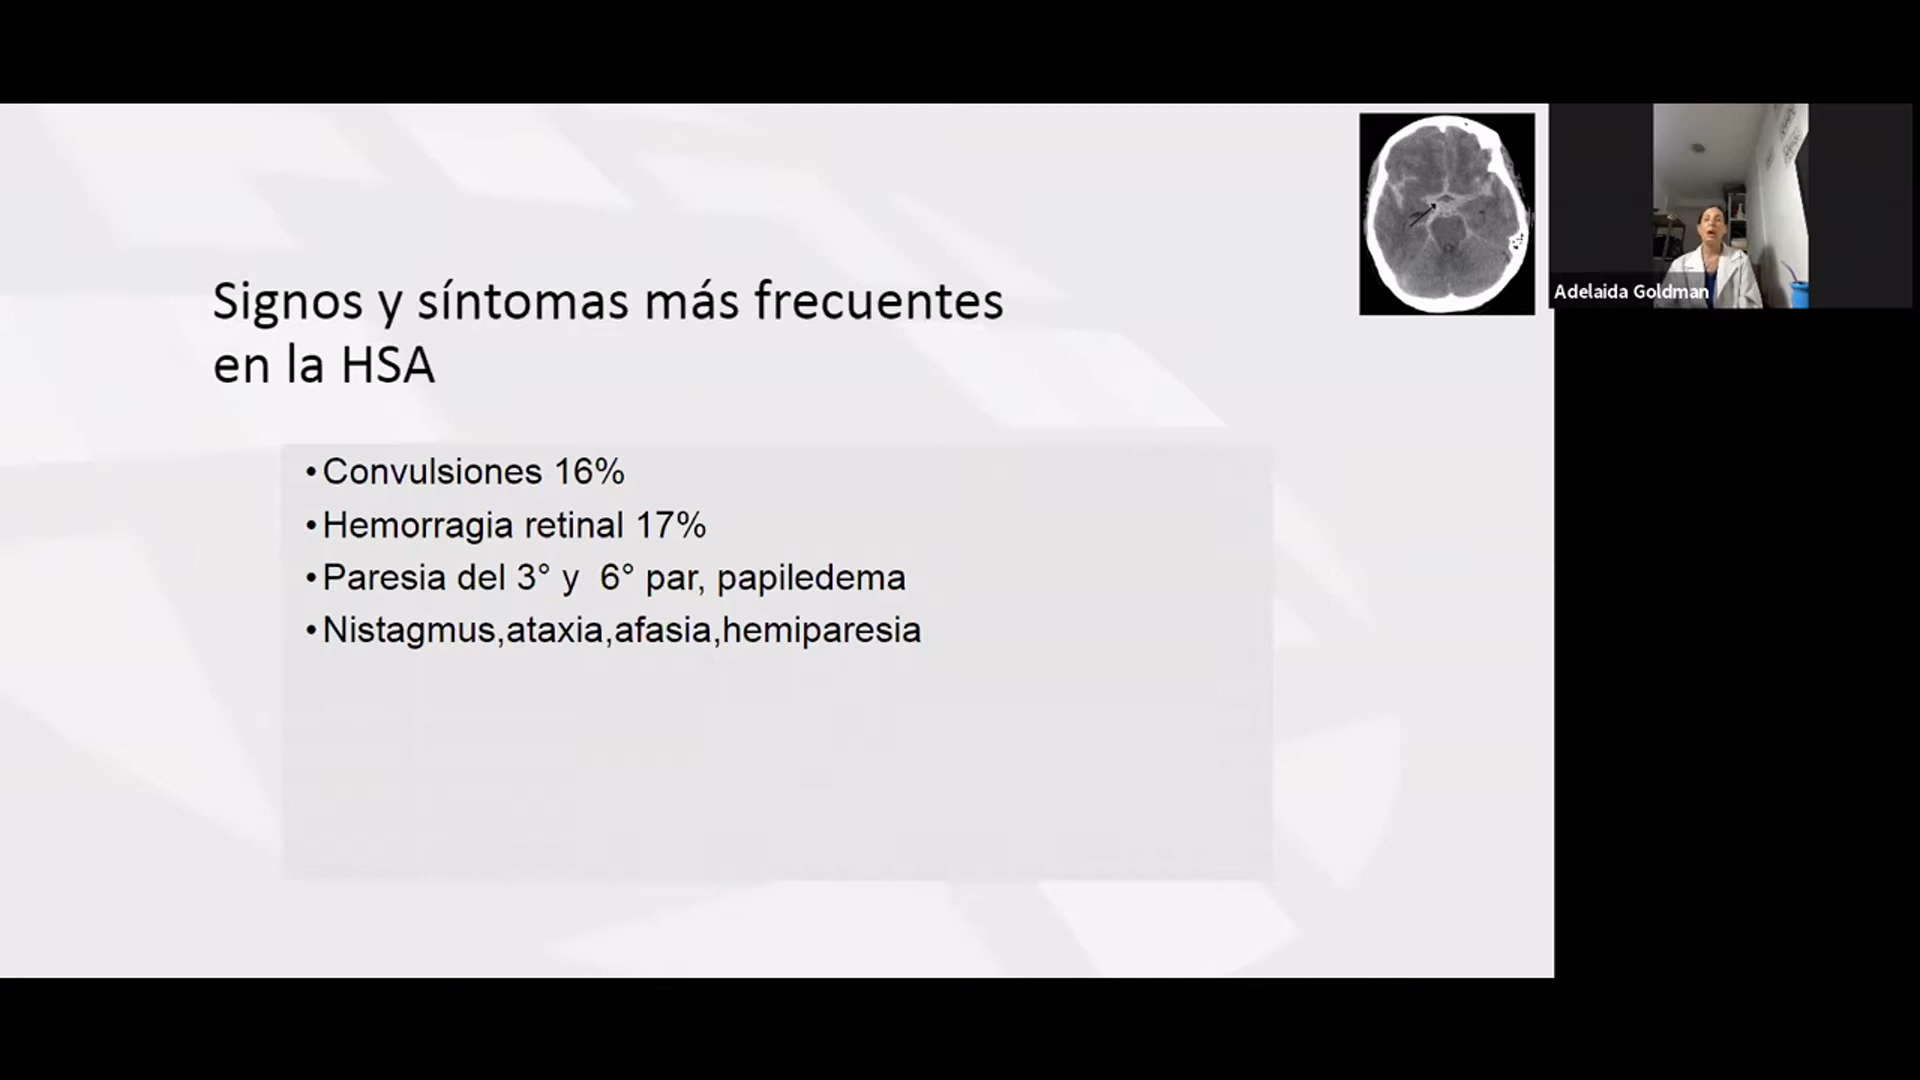 Signos y síntomas más frecuentes
en la HSA
•Convulsiones 16%
•Hemorragia retinal 17%
•Paresia del 3° y  6° par, papiledema
•Nistagmus,ataxia,afasia,hemiparesia
Adelaida Goldman